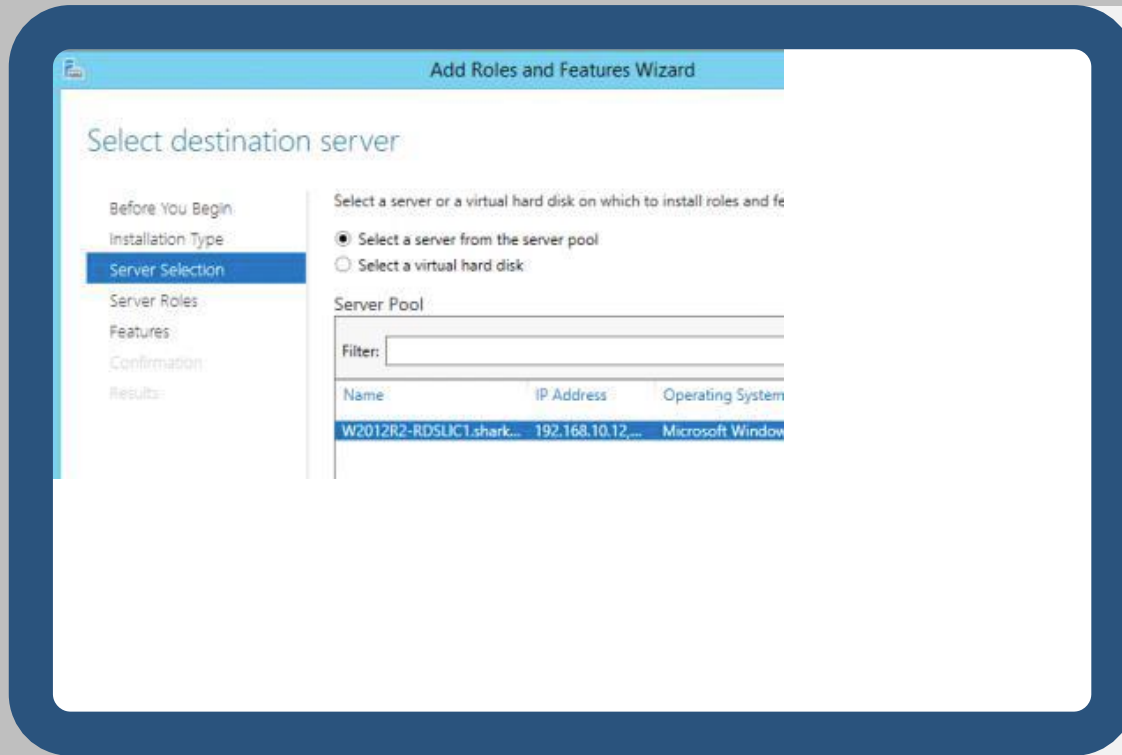 Add Roles and Features Wizard
Select destination server
Before You Begin
Installation Type
Server Selection
Server Roles
Features
Confirmation
Results
Select a server or a virtual hard disk on which to install roles and fe
Select a server from the server pool
Select a virtual hard disk
Server Pool
Filter:
Name IP Address Operating System
W2012R2-RDSLIC1.shark... 192.168.10.12,... Microsoft Window